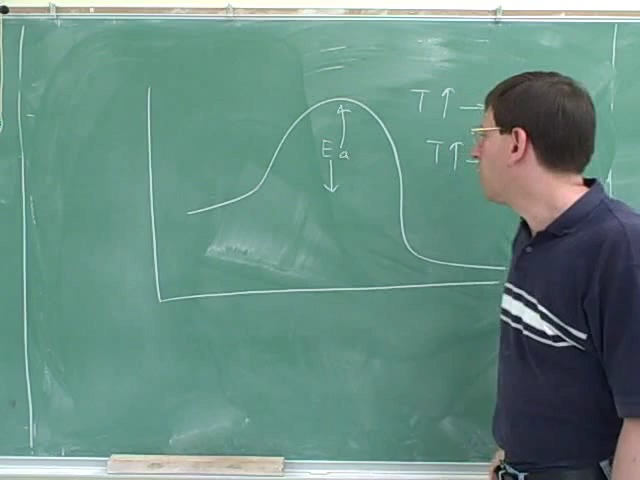 T ↑ →
T ↑ →
Ea